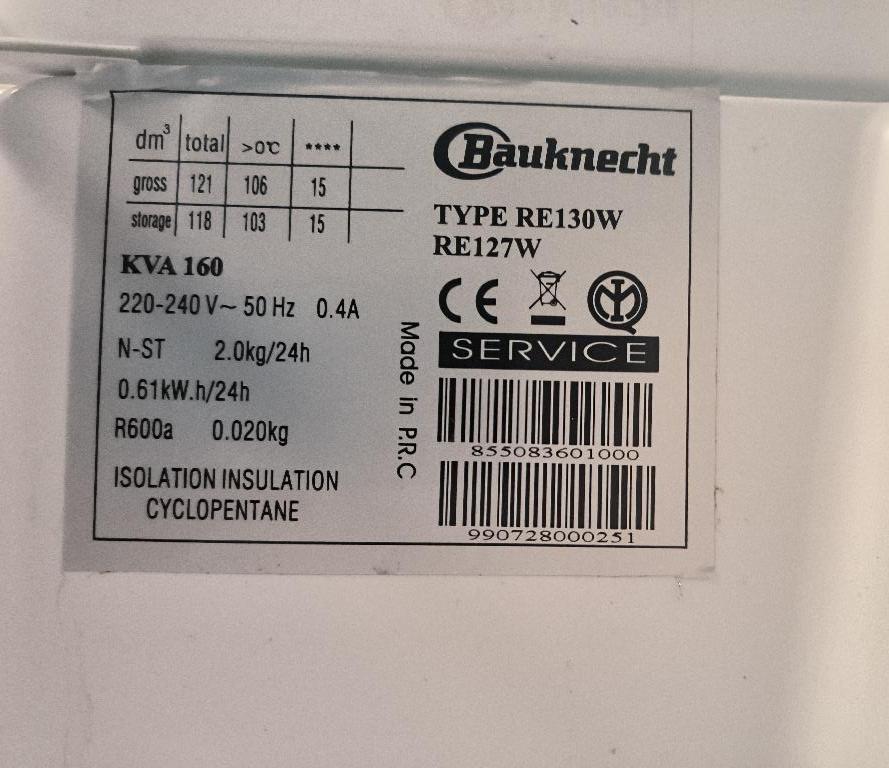 dm³ total >0℃ ****
gross 121 106 15
storage 118 103 15
KVA 160
220-240 V~ 50 Hz 0.4A
N-ST 2.0kg/24h
0.61kW.h/24h
R600a 0.020kg
ISOLATION INSULATION
CYCLOPENTANE
Made in P.R.C
Bauknecht
TYPE RE130W
RE127W
CE
SERVICE
855083601000
990728000251